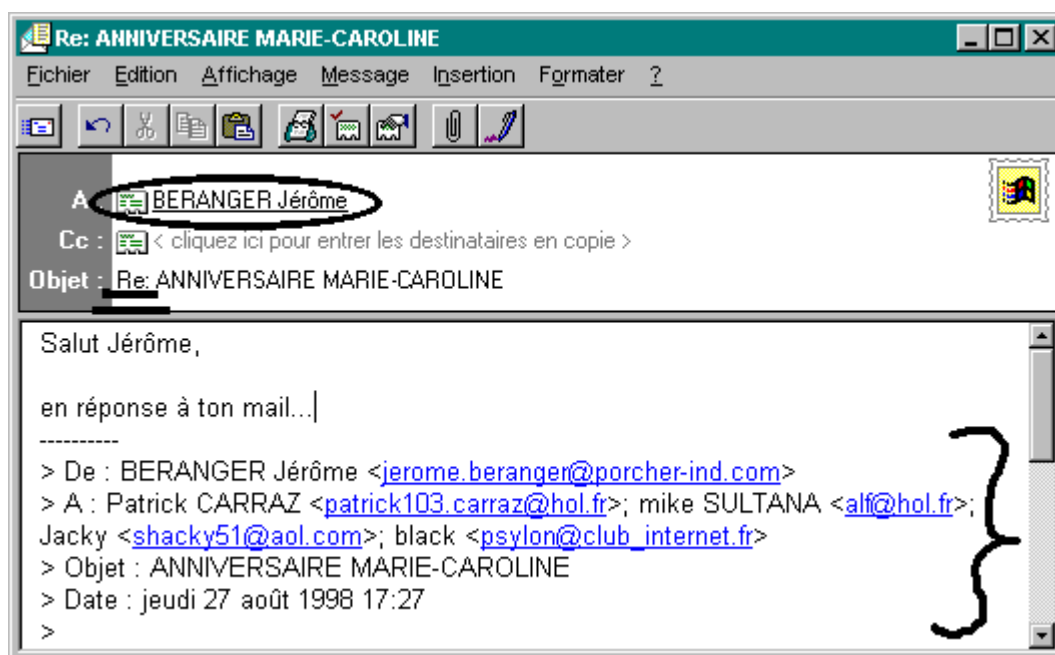 Re: ANNIVERSAIRE MARIE-CAROLINE
Fichier Edition Affichage Message Insertion Formater ?
A : BERANGER Jérôme
Cc : < cliquez ici pour entrer les destinataires en copie >
Objet : Re: ANNIVERSAIRE MARIE-CAROLINE
Salut Jérôme,
en réponse à ton mail...
----------
> De : BERANGER Jérôme <jerome.beranger@porcher-ind.com>
> A : Patrick CARRAZ <patrick103.carraz@hol.fr>; mike SULTANA <alf@hol.fr>;
Jacky <shacky51@aol.com>; black <psylon@club_internet.fr>
> Objet : ANNIVERSAIRE MARIE-CAROLINE
> Date : jeudi 27 août 1998 17:27
>